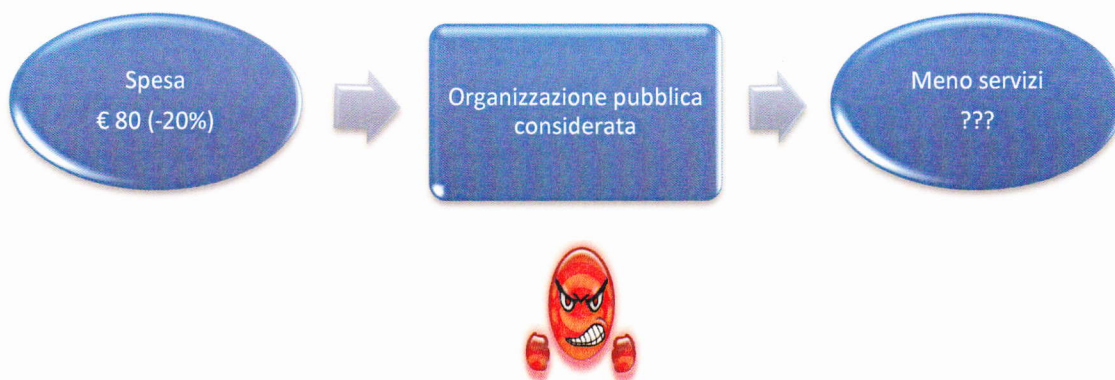 Spesa
€ 80 (-20%)
Organizzazione pubblica
considerata
Meno servizi
???